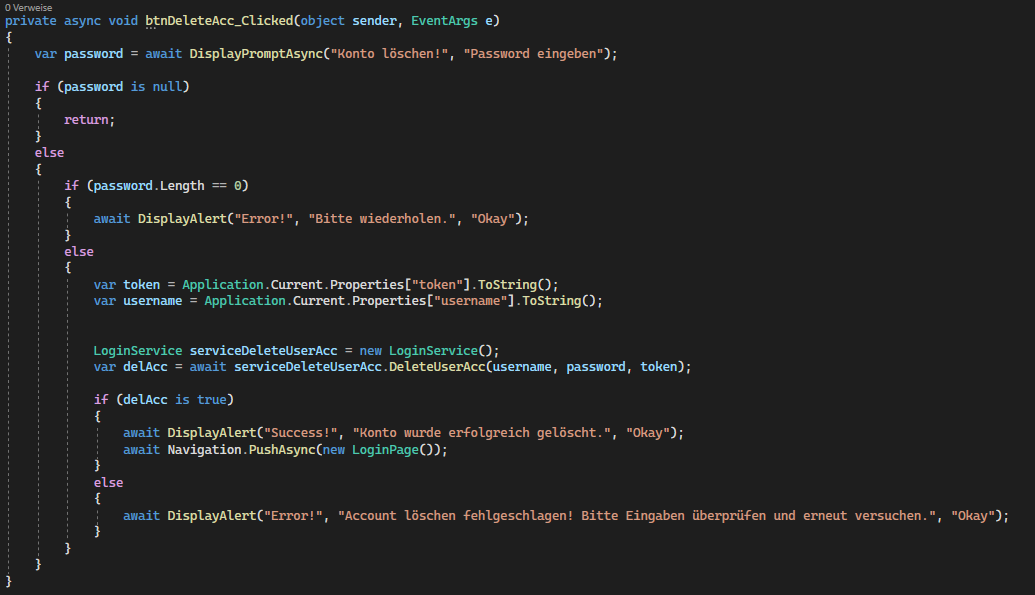 0 Verweise
private async void btnDeleteAcc_Clicked(object sender, EventArgs e)
{
    var password = await DisplayPromptAsync("Konto löschen!", "Password eingeben");

    if (password is null)
    {
        return;
    }
    else
    {
        if (password.Length == 0)
        {
            await DisplayAlert("Error!", "Bitte wiederholen.", "Okay");
        }
        else
        {
            var token = Application.Current.Properties["token"].ToString();
            var username = Application.Current.Properties["username"].ToString();


            LoginService serviceDeleteUserAcc = new LoginService();
            var delAcc = await serviceDeleteUserAcc.DeleteUserAcc(username, password, token);

            if (delAcc is true)
            {
                await DisplayAlert("Success!", "Konto wurde erfolgreich gelöscht.", "Okay");
                await Navigation.PushAsync(new LoginPage());
            }
            else
            {
                await DisplayAlert("Error!", "Account löschen fehlgeschlagen! Bitte Eingaben überprüfen und erneut versuchen.", "Okay");
            }
        }
    }
}